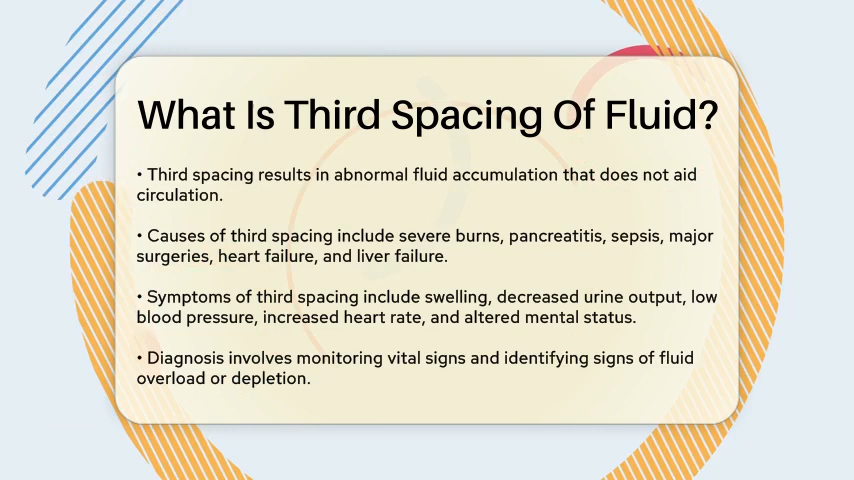 What Is Third Spacing Of Fluid?
• Third spacing results in abnormal fluid accumulation that does not aid
circulation.
• Causes of third spacing include severe burns, pancreatitis, sepsis, major
surgeries, heart failure, and liver failure.
• Symptoms of third spacing include swelling, decreased urine output, low
blood pressure, increased heart rate, and altered mental status.
• Diagnosis involves monitoring vital signs and identifying signs of fluid
overload or depletion.